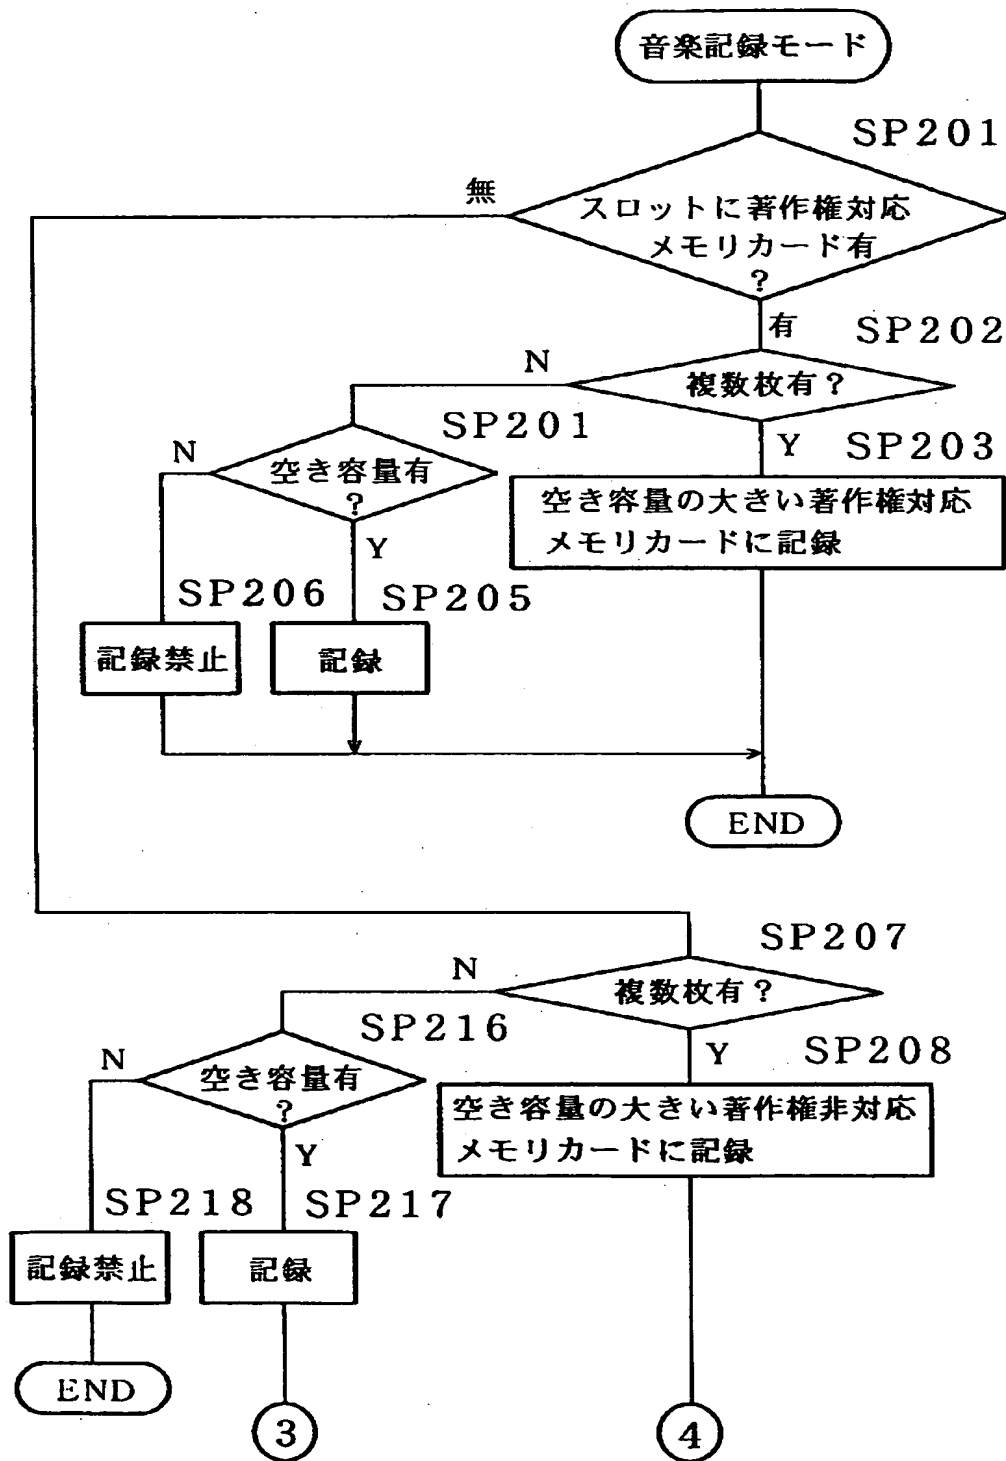 音楽記録モード
SP201
無
スロットに著作権対応
メモリカード有
?
有
SP202
N
複数枚有?
SP201
Y
SP203
N
空き容量有
?
空き容量の大きい著作権対応
メモリカードに記録
Y
SP206
SP205
記録禁止
記録
END
SP207
N
複数枚有?
SP216
Y
SP208
N
空き容量有
?
空き容量の大きい著作権非対応
メモリカードに記録
Y
SP218
SP217
記録禁止
記録
END
3
4